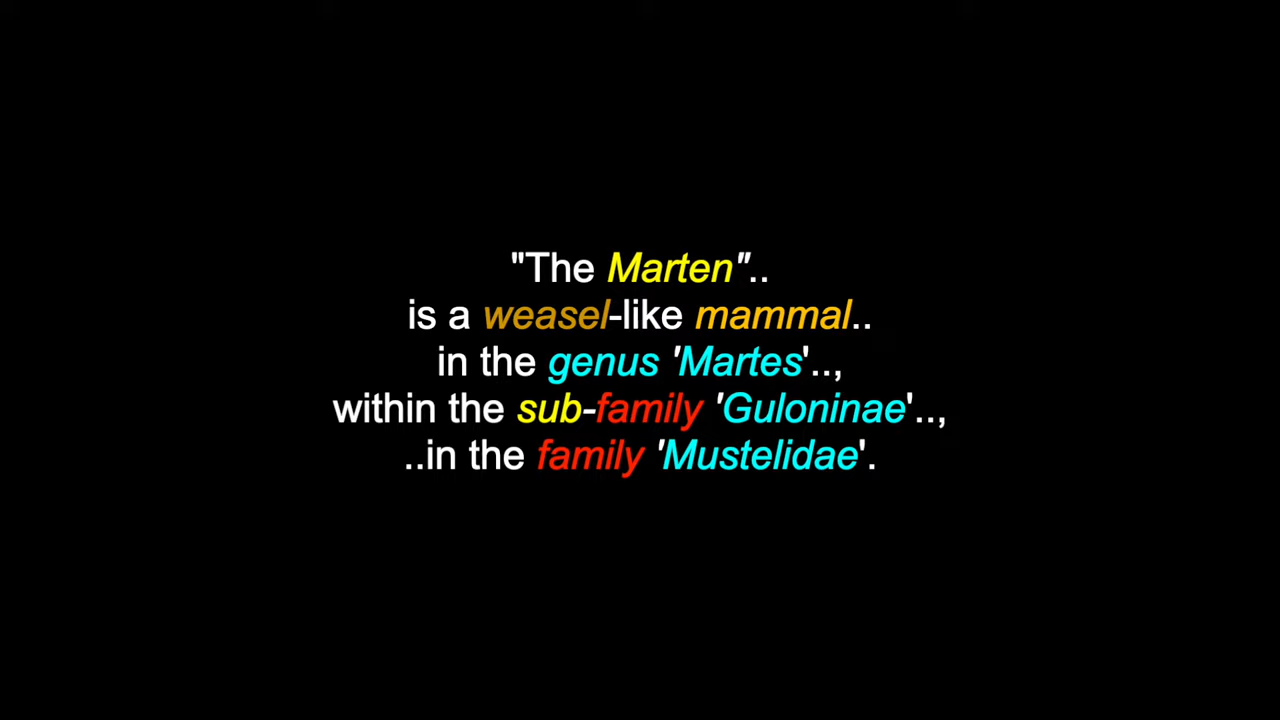 "The Marten"..
is a weasel-like mammal..
in the genus 'Martes'..,
within the sub-family 'Guloninae'..,
..in the family 'Mustelidae'.